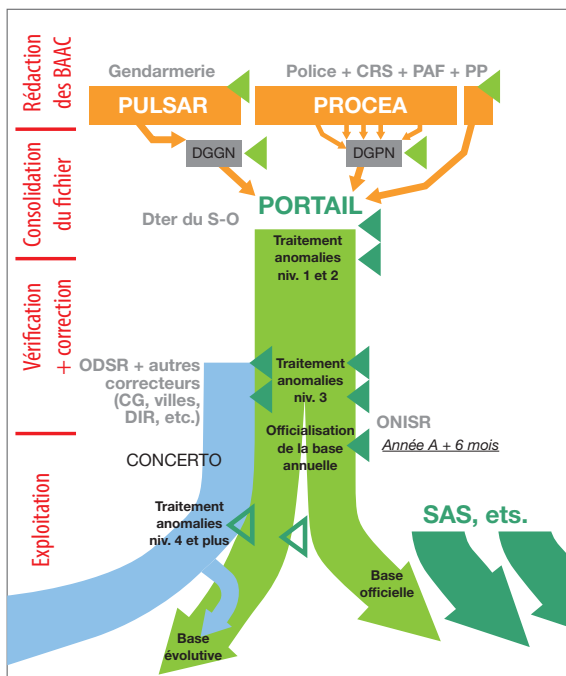 Rédaction
des BAAC
Gendarmerie
Police + CRS + PAF + PP
PULSAR
PROCEA
DGGN
DGPN
Consolidation
du fichier
PORTAIL
Dter du S-O
Traitement
anomalies
niv. 1 et 2
Vérification
+ correction
ODSR + autres
correcteurs
(CG, villes,
DIR, etc.)
Traitement
anomalies
niv. 3
ONISR
Officialisation
de la base
annuelle
Année A + 6 mois
Exploitation
CONCERTO
Traitement
anomalies
niv. 4 et plus
SAS, ets.
Base
officielle
Base
évolutive